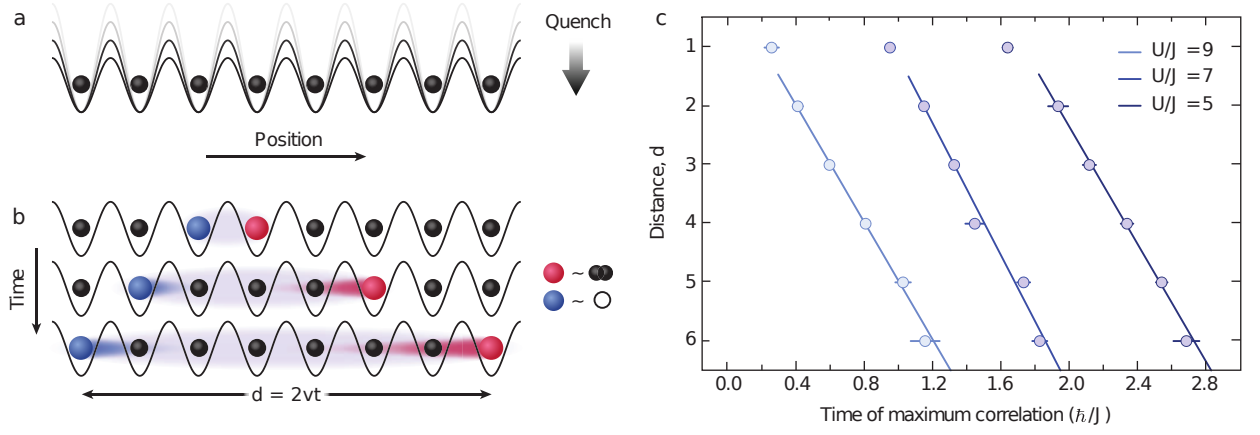 a
Quench
Position
b
Time
~
~
d = 2vt
c
U/J = 9
U/J = 7
U/J = 5
Distance, d
1
2
3
4
5
6
0.0 0.4 0.8 1.2 1.6 2.0 2.4 2.8
Time of maximum correlation (ℏ/J)